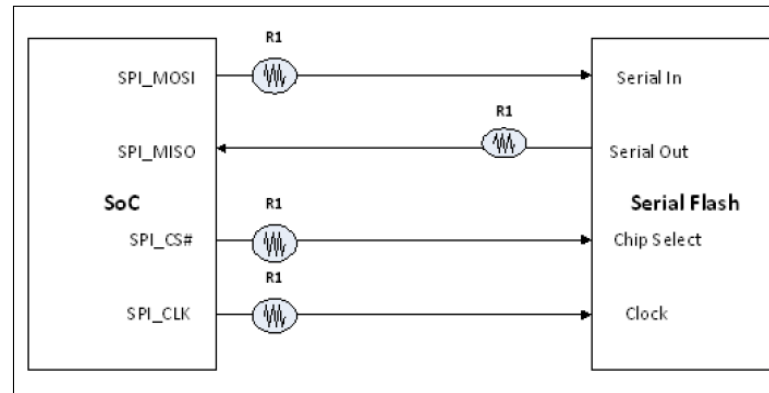 R1
SPI_MOSI
Serial In
R1
SPI_MISO
Serial Out
SoC
R1
Serial Flash
SPI_CS#
Chip Select
R1
SPI_CLK
Clock